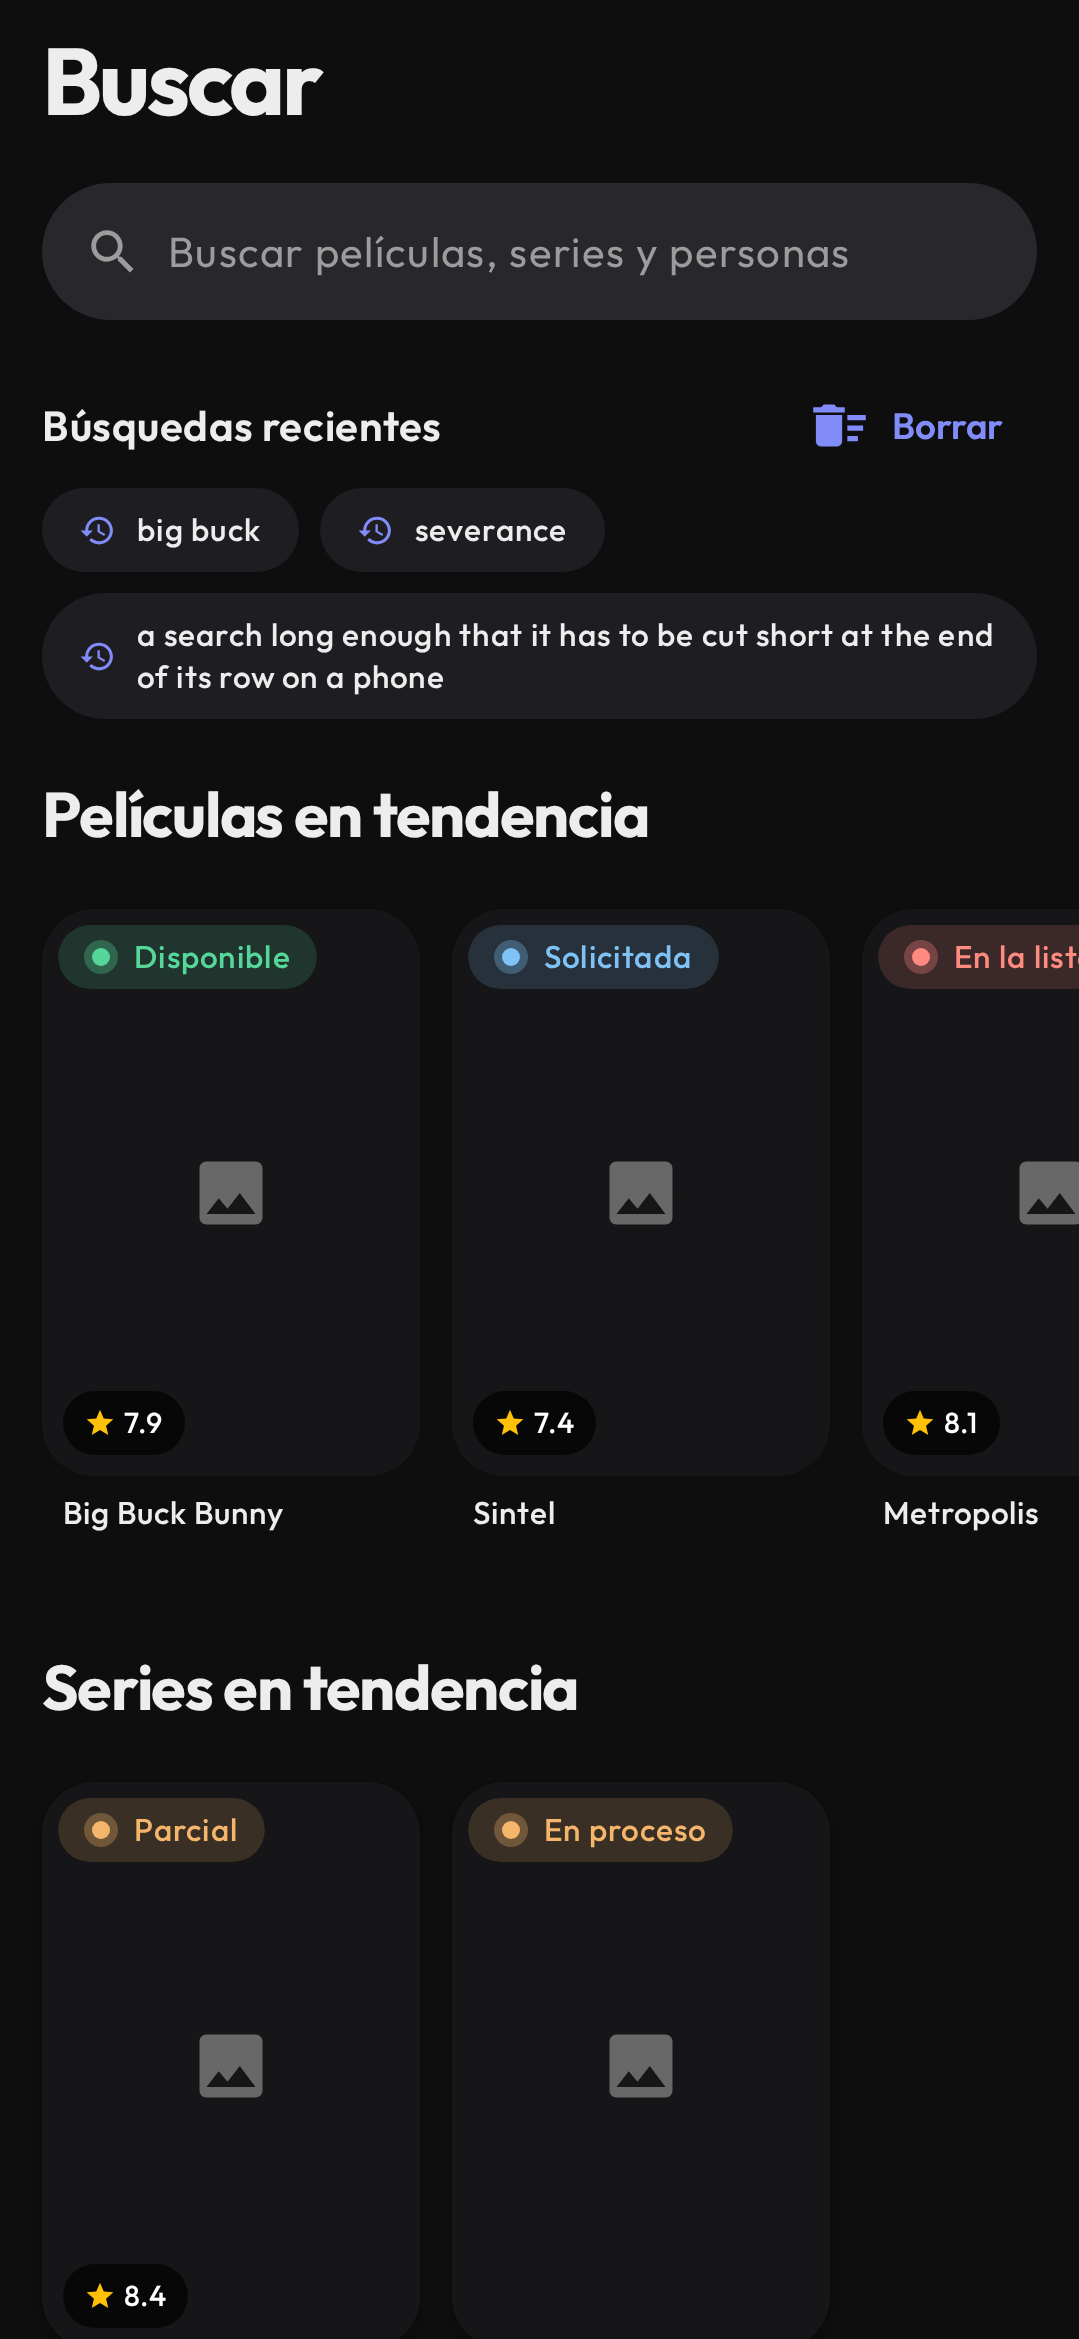 Buscar
Buscar películas, series y personas
Búsquedas recientes
Borrar
big buck
severance
a search long enough that it has to be cut short at the end
of its row on a phone
Películas en tendencia
Disponible
Solicitada
En la
7.9
7.4
8.1
Big Buck Bunny
Sintel
Metropolis
Series en tendencia
Parcial
En proceso
8.4